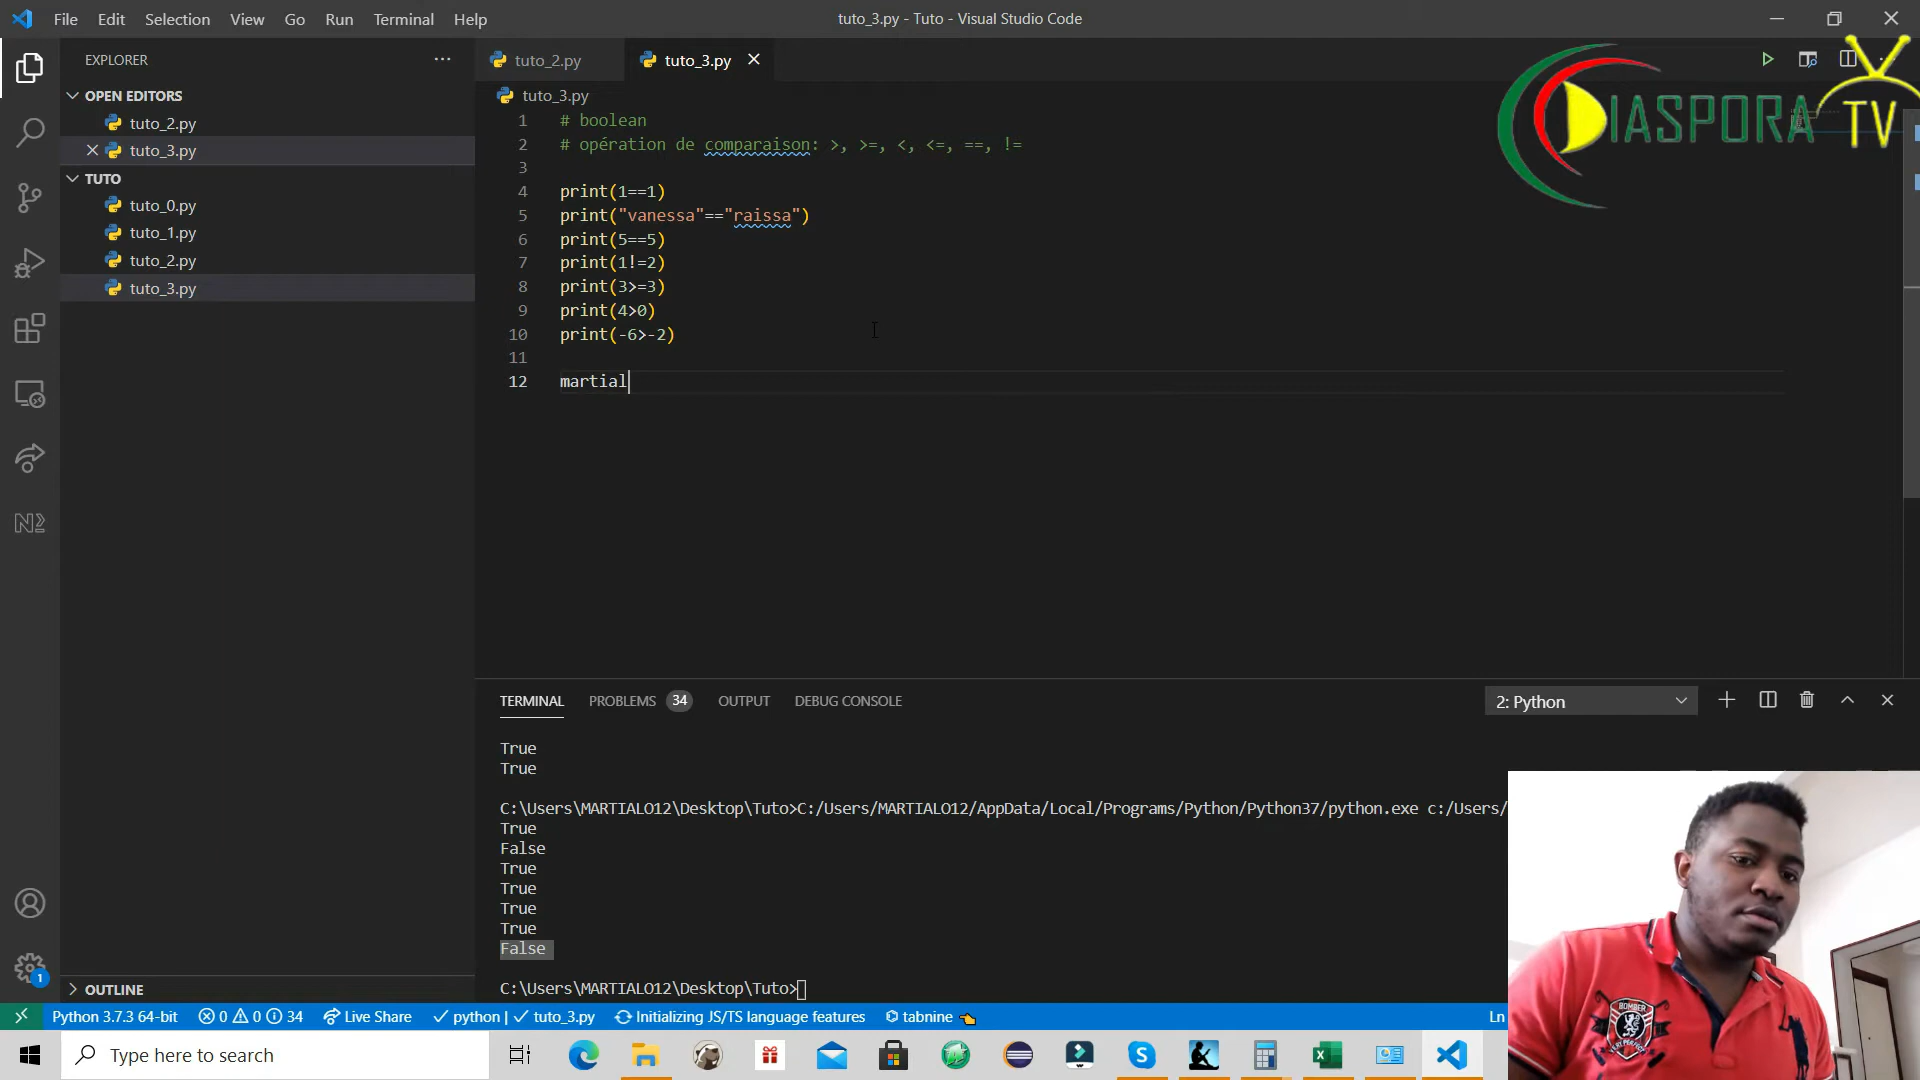 File Edit Selection View Go Run Terminal Help
tuto_3.py - Tuto - Visual Studio Code
EXPLORER
OPEN EDITORS
tuto_2.py
tuto_3.py
TUTO
tuto_0.py
tuto_1.py
tuto_2.py
tuto_3.py
OUTLINE
tuto_2.py tuto_3.py
tuto_3.py
DIASPORA TV
1 # boolean
2 # opération de comparaison: >, >=, <, <=, ==, !=
3
4 print(1==1)
5 print("vanessa"=="raissa")
6 print(5==5)
7 print(1!=2)
8 print(3>=3)
9 print(4>0)
10 print(-6>-2)
11
12 martial
TERMINAL PROBLEMS 34 OUTPUT DEBUG CONSOLE
2: Python
True
True
C:\Users\MARTIALO12\Desktop\Tuto>C:/Users/MARTIALO12/AppData/Local/Programs/Python/Python37/python.exe c:/Users/
True
False
True
True
True
True
False
C:\Users\MARTIALO12\Desktop\Tuto>
1
Python 3.7.3 64-bit 0 0 34 Live Share python | tuto_3.py Initializing JS/TS language features tabnine Ln
Type here to search
BOMBER